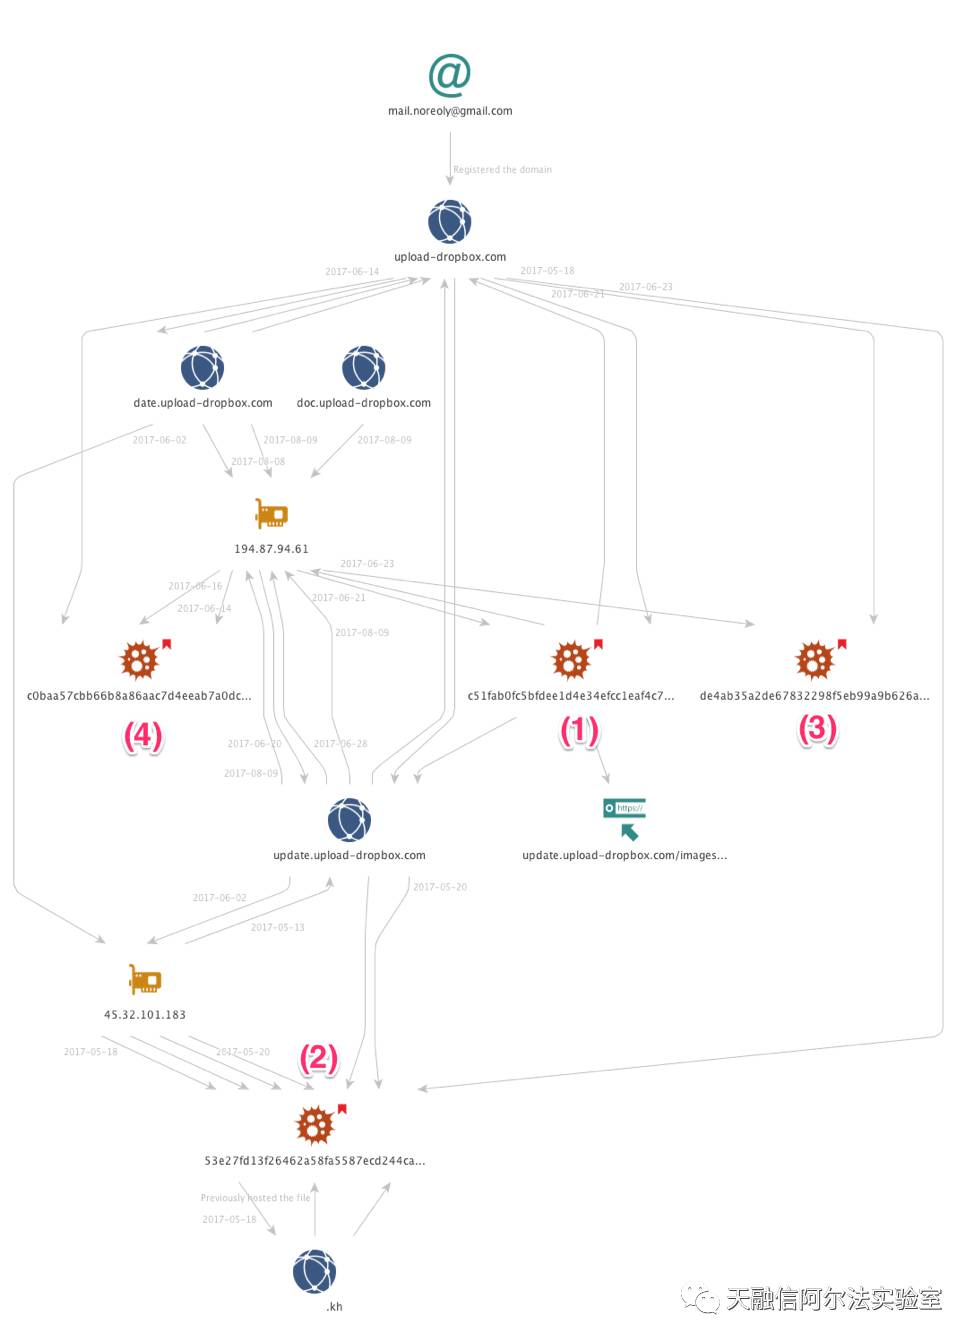 @
mail.noreoly@gmail.com
Registered the domain
upload-dropbox.com
2017-06-14
2017-05-18
2017-06-21
2017-06-23
date.upload-dropbox.com
doc.upload-dropbox.com
2017-06-02
2017-08-09
2017-08-09
2017-08-08
194.87.94.61
2017-06-23
2017-06-16
2017-06-21
2017-06-14
2017-08-09
c0baa57cbb66b8a86aac7d4eeab7a0dc...
c51fab0fc5bfdee1d4e34efcc1eaf4c7...
de4ab35a2de67832298f5eb99a9b626a...
(4)
(1)
(3)
2017-06-20
2017-06-28
2017-08-09
https://
update.upload-dropbox.com
update.upload-dropbox.com/images...
2017-05-20
2017-06-02
2017-05-13
45.32.101.183
2017-05-18
2017-05-20
(2)
53e27fd13f26462a58fa5587ecd244ca...
Previously hosted the file
2017-05-18
.kh
天融信阿尔法实验室